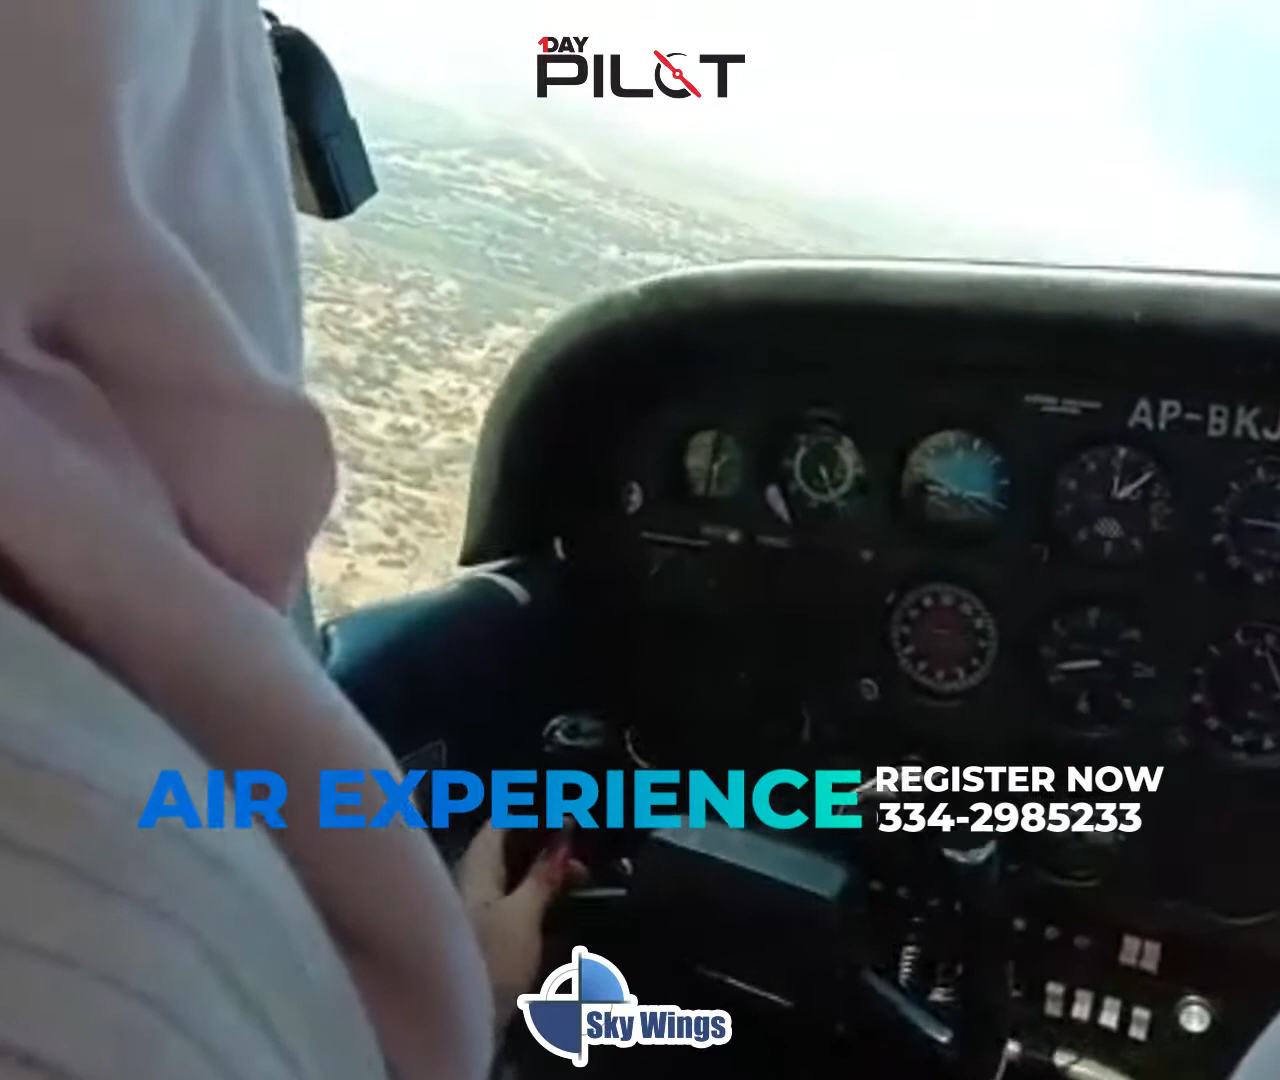 1DAY
PILOT
AP-BKJ
AIR EXPERIENCE
REGISTER NOW
334-2985233
Sky Wings